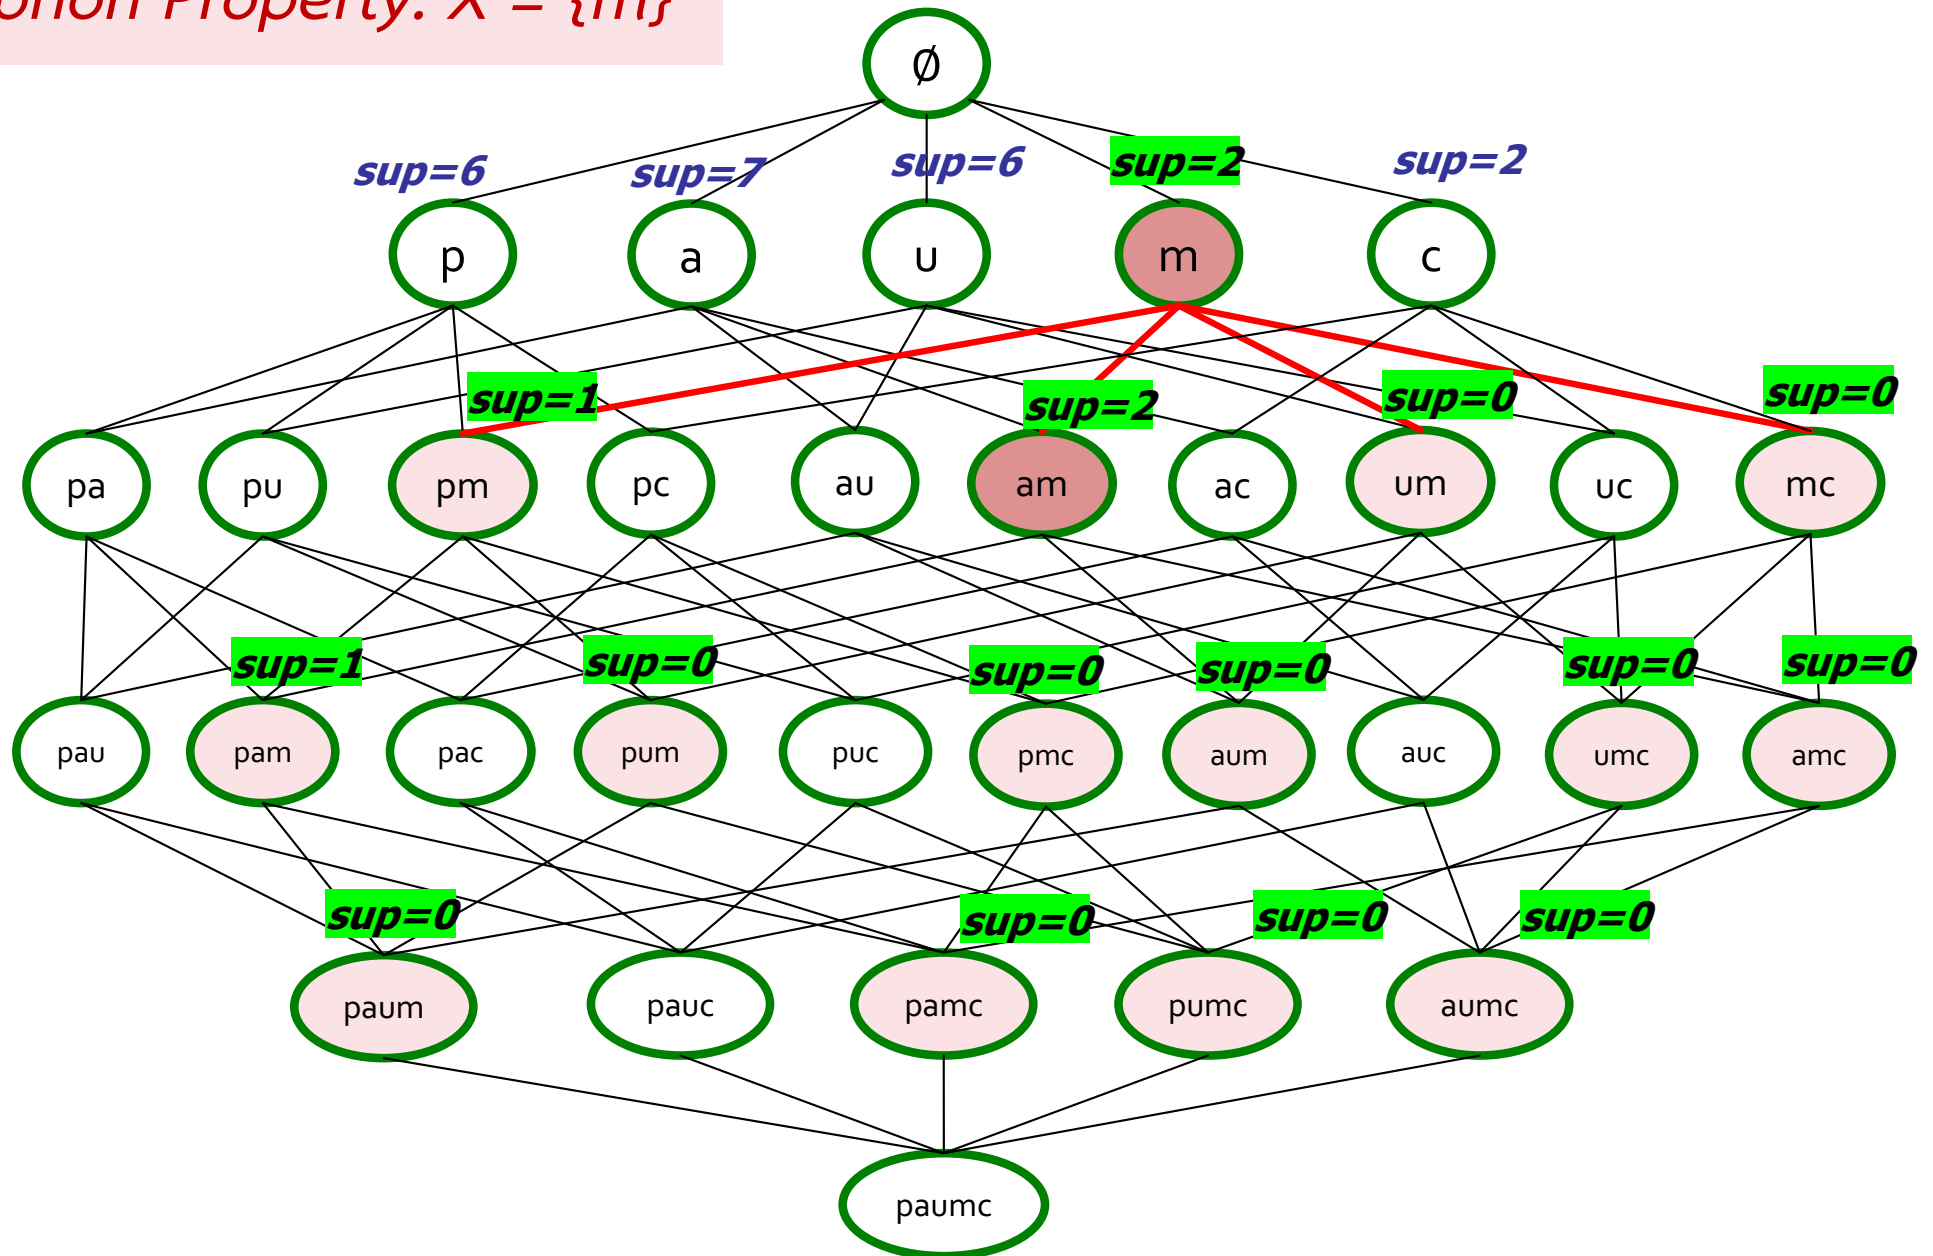 Property: X = {m}
Ø
sup=6 sup=7 sup=6 sup=2 sup=2
p a u m c
sup=1 sup=2 sup=0 sup=0
pa pu pm pc au am ac um uc mc
sup=1 sup=0 sup=0 sup=0 sup=0 sup=0
pau pam pac pum puc pmc aum auc umc amc
sup=0 sup=0 sup=0 sup=0
paum pauc pamc pumc aumc
paumc